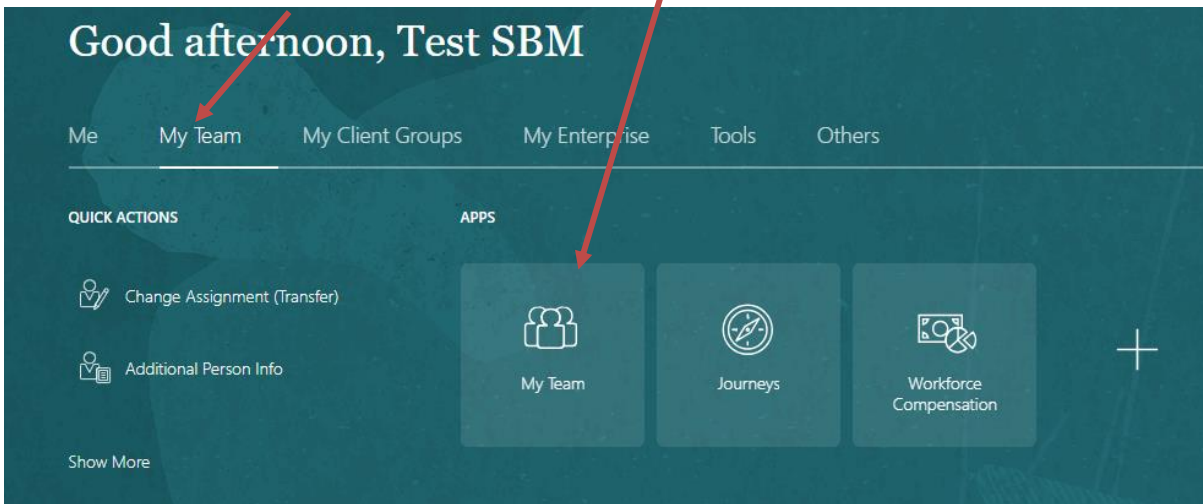 Good afternoon, Test SBM
Me My Team My Client Groups My Enterprise Tools Others
QUICK ACTIONS
Change Assignment (Transfer)
Additional Person Info
Show More
APPS
My Team
Journeys
Workforce
Compensation